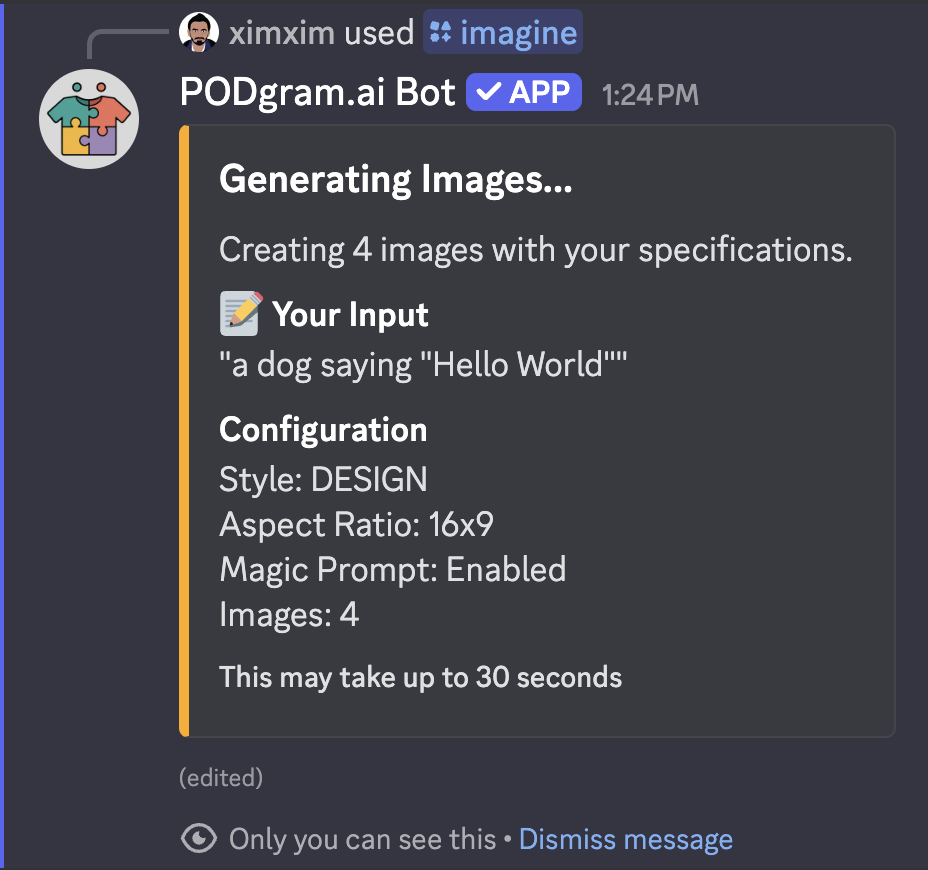 ximxim used imagine
PODgram.ai Bot ✓ APP 1:24 PM
Generating Images...
Creating 4 images with your specifications.
📝 Your Input
"a dog saying "Hello World""
Configuration
Style: DESIGN
Aspect Ratio: 16x9
Magic Prompt: Enabled
Images: 4
This may take up to 30 seconds
(edited)
Only you can see this • Dismiss message